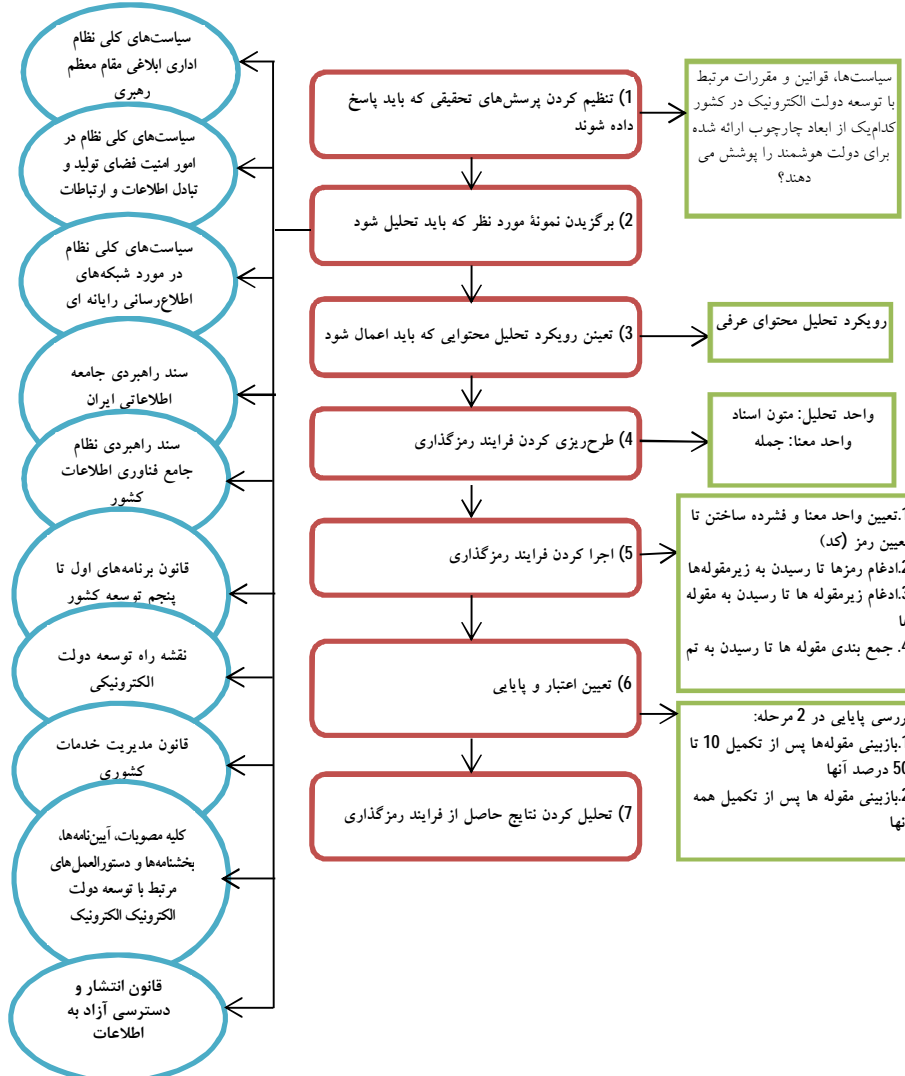 سیاست‌های کلی نظام
اداری ابلاغی مقام معظم
رهبری
سیاست‌های کلی نظام در
امور امنیت فضای تولید و
تبادل اطلاعات و ارتباطات
سیاست‌های کلی نظام
در مورد شبکه‌های
اطلاع‌رسانی رایانه ای
سند راهبردی جامعه
اطلاعاتی ایران
سند راهبردی نظام
جامع فناوری اطلاعات
کشور
قانون برنامه‌های اول تا
پنجم توسعه کشور
نقشه راه توسعه دولت
الکترونیکی
قانون مدیریت خدمات
کشوری
کلیه مصوبات، آیین‌نامه‌ها،
بخشنامه‌ها و دستورالعمل‌های
مرتبط با توسعه دولت
الکترونیک الکترونیک
قانون انتشار و
دسترسی آزاد به
اطلاعات
1) تنظیم کردن پرسش‌های تحقیقی که باید پاسخ
داده شوند
2) برگزیدن نمونۀ مورد نظر که باید تحلیل شود
3) تعینن رویکرد تحلیل محتوایی که باید اعمال شود
4) طرح‌ریزی کردن فرایند رمزگذاری
5) اجرا کردن فرایند رمزگذاری
6) تعیین اعتبار و پایایی
7) تحلیل کردن نتایج حاصل از فرایند رمزگذاری
سیاست‌ها، قوانین و مقررات مرتبط
با توسعه دولت الکترونیک در کشور
کدام‌یک از ابعاد چارچوب ارائه شده
برای دولت هوشمند را پوشش می
دهند؟
رویکرد تحلیل محتوای عرفی
واحد تحلیل: متون اسناد
واحد معنا: جمله
1.تعیین واحد معنا و فشرده ساختن تا
تعیین رمز (کد)
2.ادغام رمزها تا رسیدن به زیرمقوله‌ها
3.ادغام زیرمقوله ها تا رسیدن به مقوله
ها
4. جمع بندی مقوله ها تا رسیدن به تم
بررسی پایایی در 2 مرحله:
1.بازبینی مقوله‌ها پس از تکمیل 10 تا
50 درصد آنها
2.بازبینی مقوله ها پس از تکمیل همه
آنها